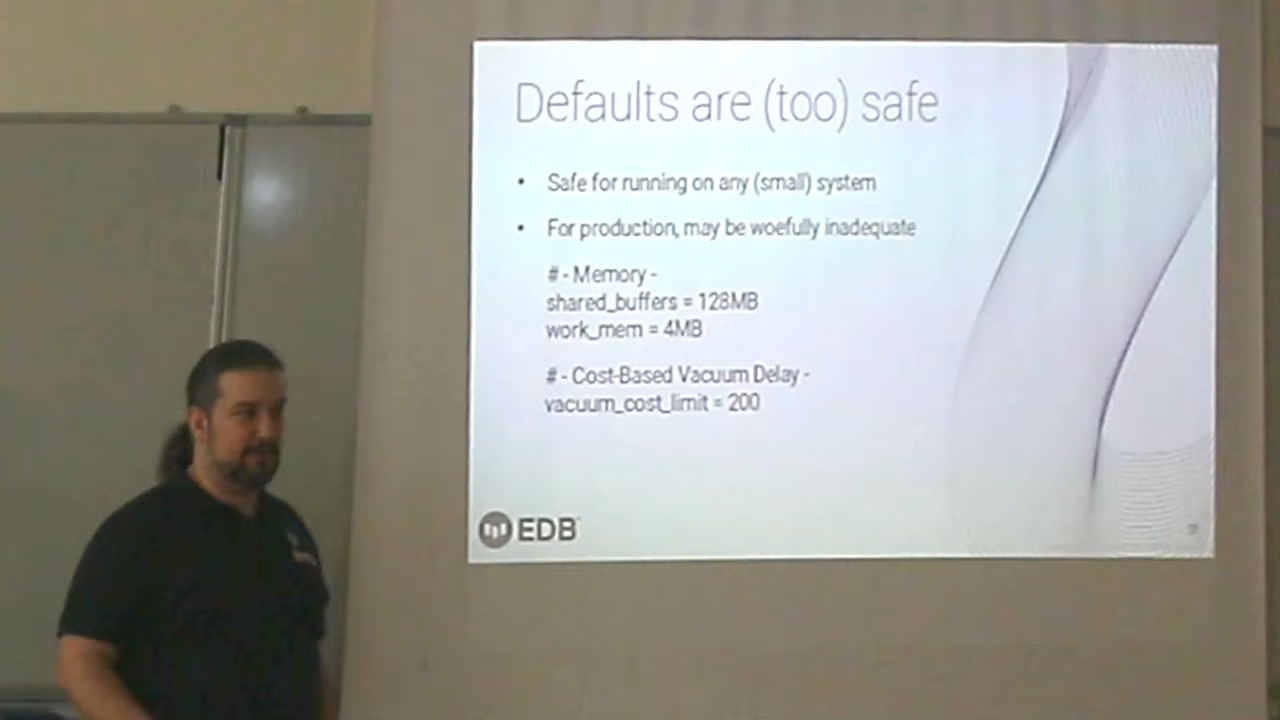 Defaults are (too) safe
• Safe for running on any (small) system
• For production, may be woefully inadequate
# - Memory -
shared_buffers = 128MB
work_mem = 4MB
# - Cost-Based Vacuum Delay -
vacuum_cost_limit = 200
EDB